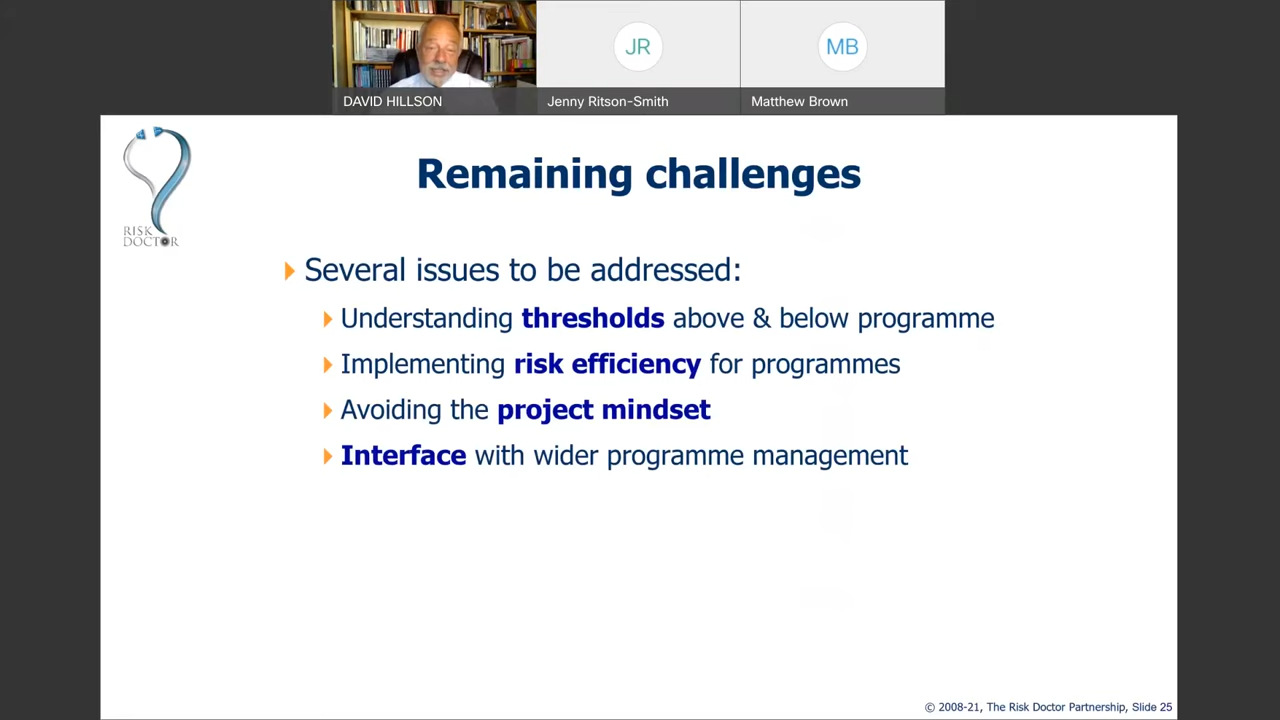 JR
MB
DAVID HILLSON
Jenny Ritson-Smith
Matthew Brown
RISK
DOCTOR
Remaining challenges
Several issues to be addressed:
Understanding thresholds above & below programme
Implementing risk efficiency for programmes
Avoiding the project mindset
Interface with wider programme management
© 2008-21, The Risk Doctor Partnership, Slide 25